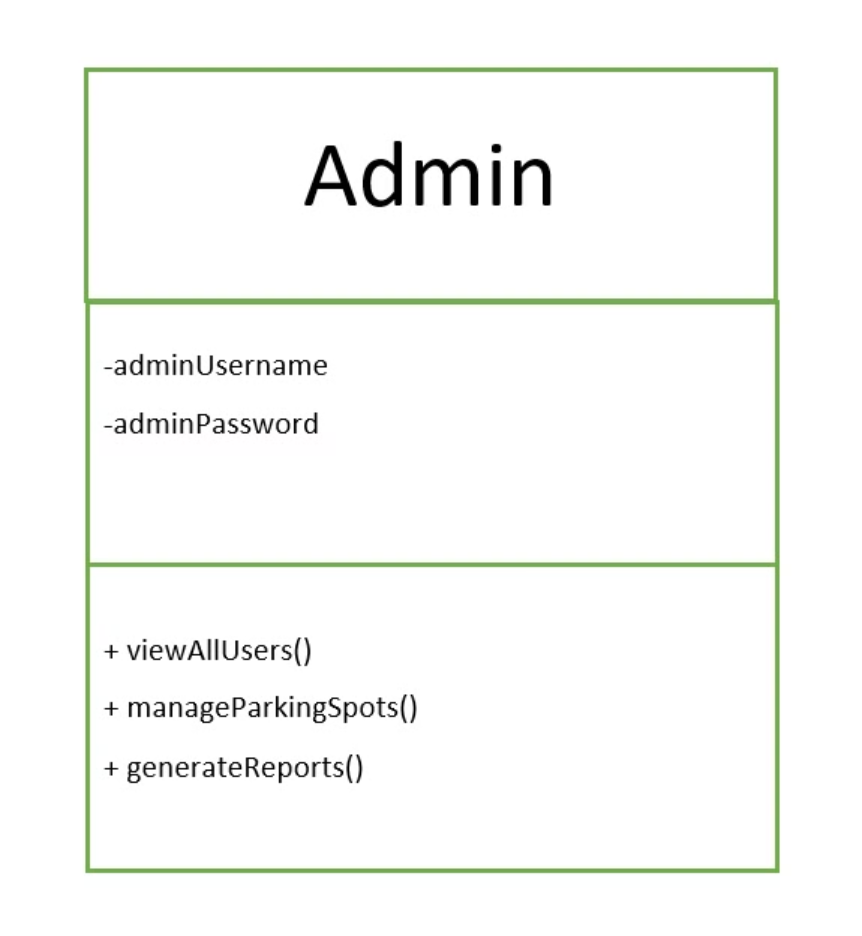 Admin
-adminUsername
-adminPassword
+ viewAllUsers()
+ manageParkingSpots()
+ generateReports()